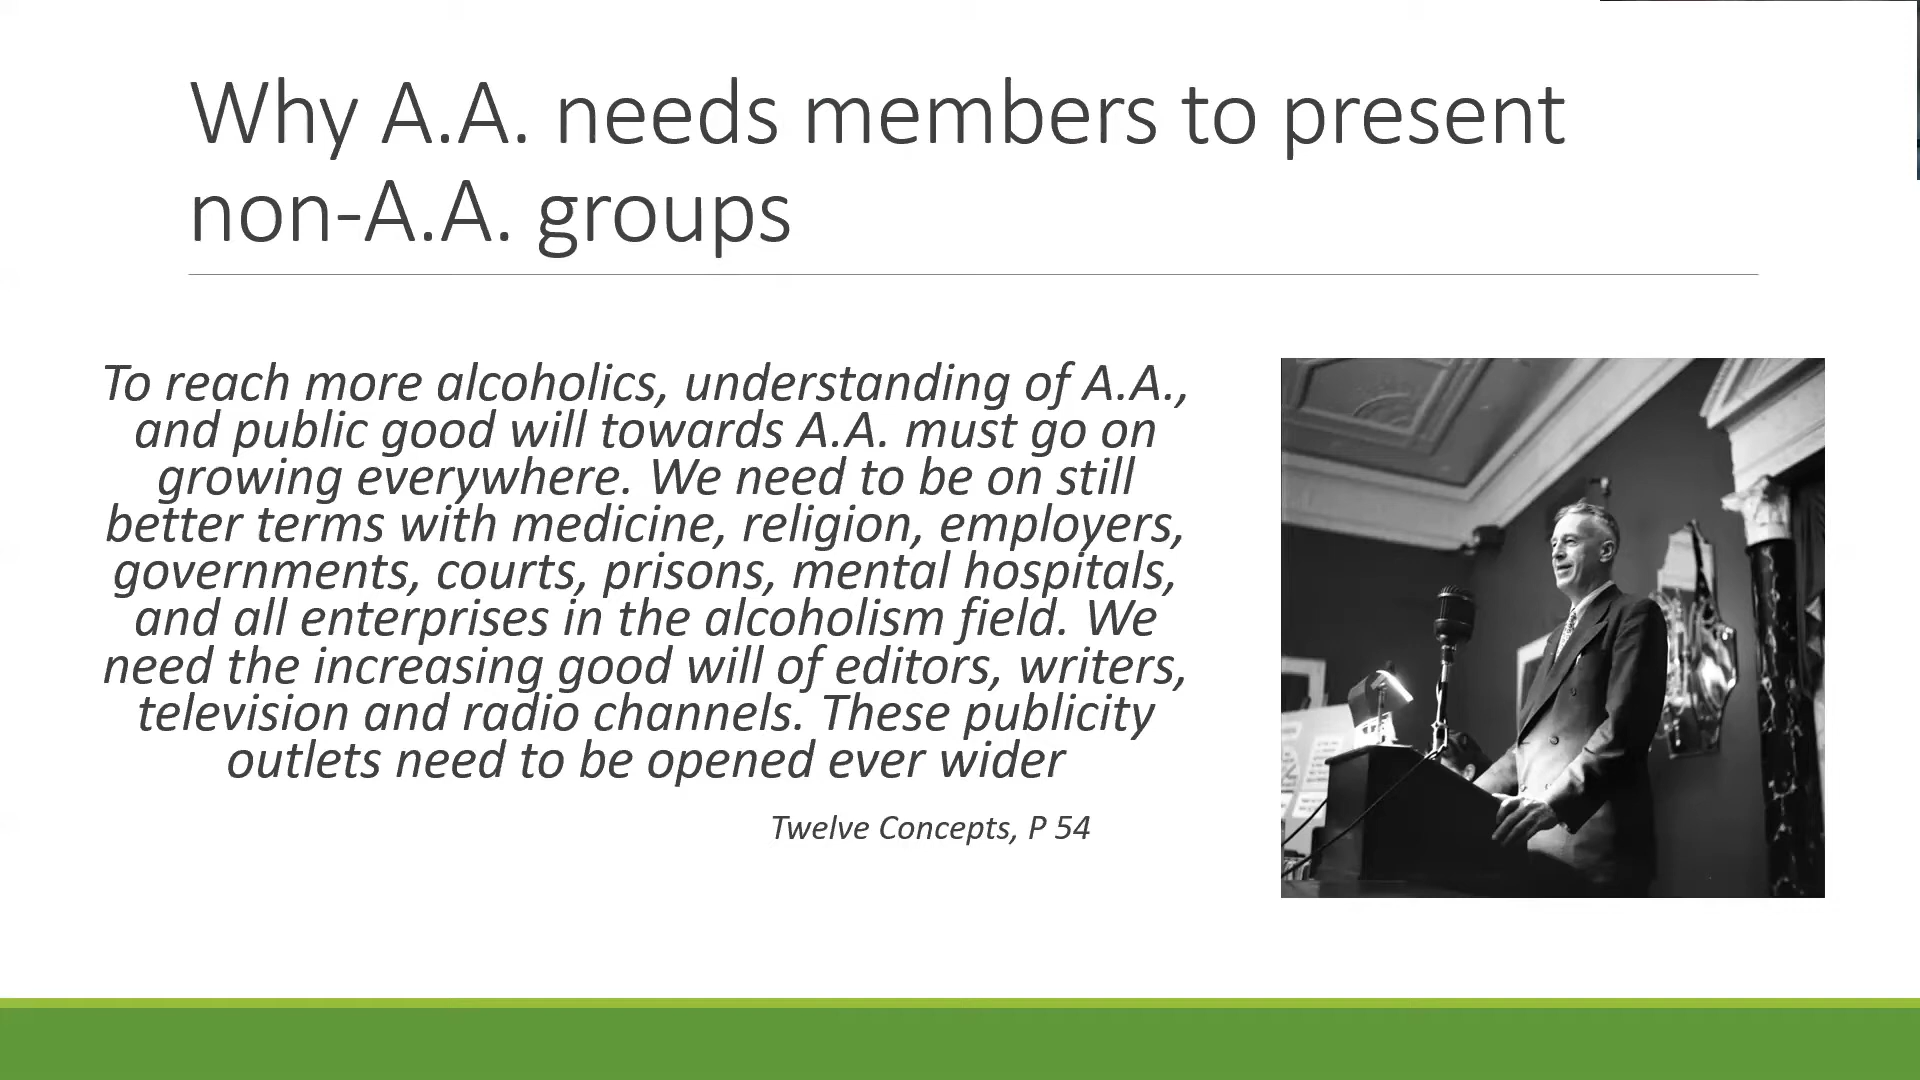 Why A.A. needs members to present
non-A.A. groups
To reach more alcoholics, understanding of A.A.,
and public good will towards A.A. must go on
growing everywhere. We need to be on still
better terms with medicine, religion, employers,
governments, courts, prisons, mental hospitals,
and all enterprises in the alcoholism field. We
need the increasing good will of editors, writers,
television and radio channels. These publicity
outlets need to be opened ever wider
Twelve Concepts, P 54